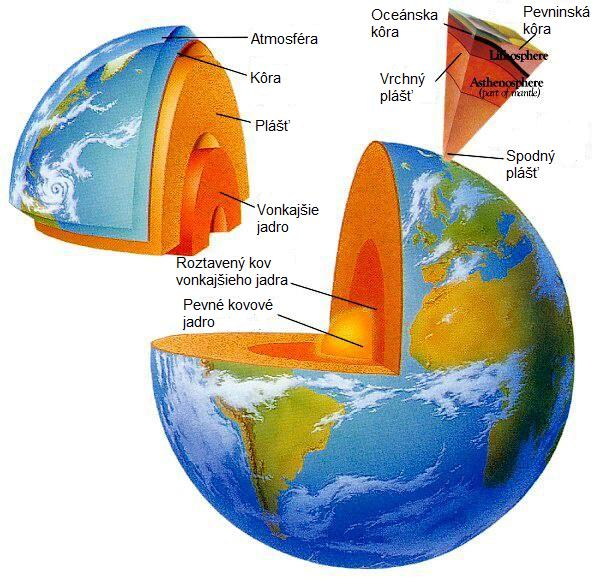 Atmosféra
Kôra
Plášť
Vonkajšie
jadro
Oceánska
kôra
Pevninská
kôra
Lithosphere
Vrchný
plášť
Asthenosphere
(part of mantle)
Spodný
plášť
Roztavený kov
vonkajšieho jadra
Pevné kovové
jadro